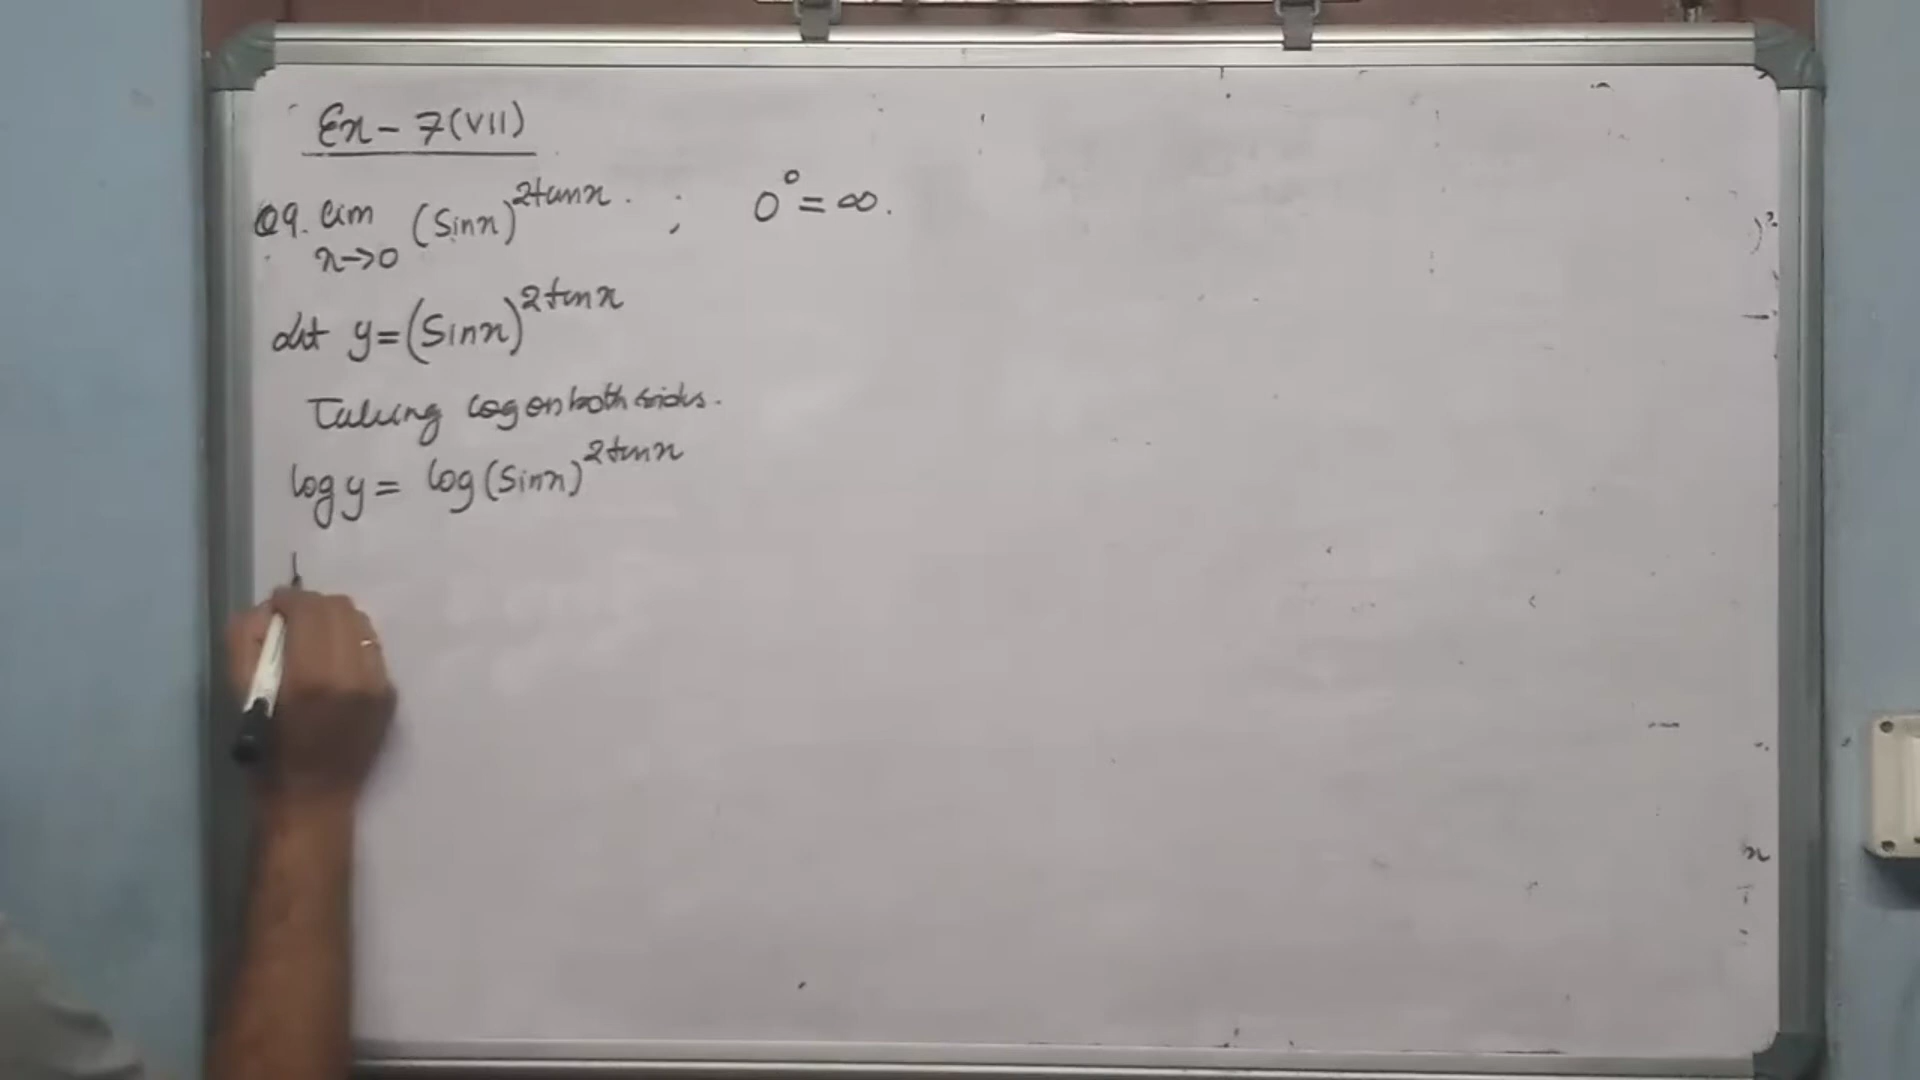 Ex - 7(VII)
Q9. lim x→0 (Sinx)^2tanx. ; 0^0 = ∞.
Let y = (Sinx)^2tanx
Taking log on both sides.
log y = log (Sinx)^2tanx